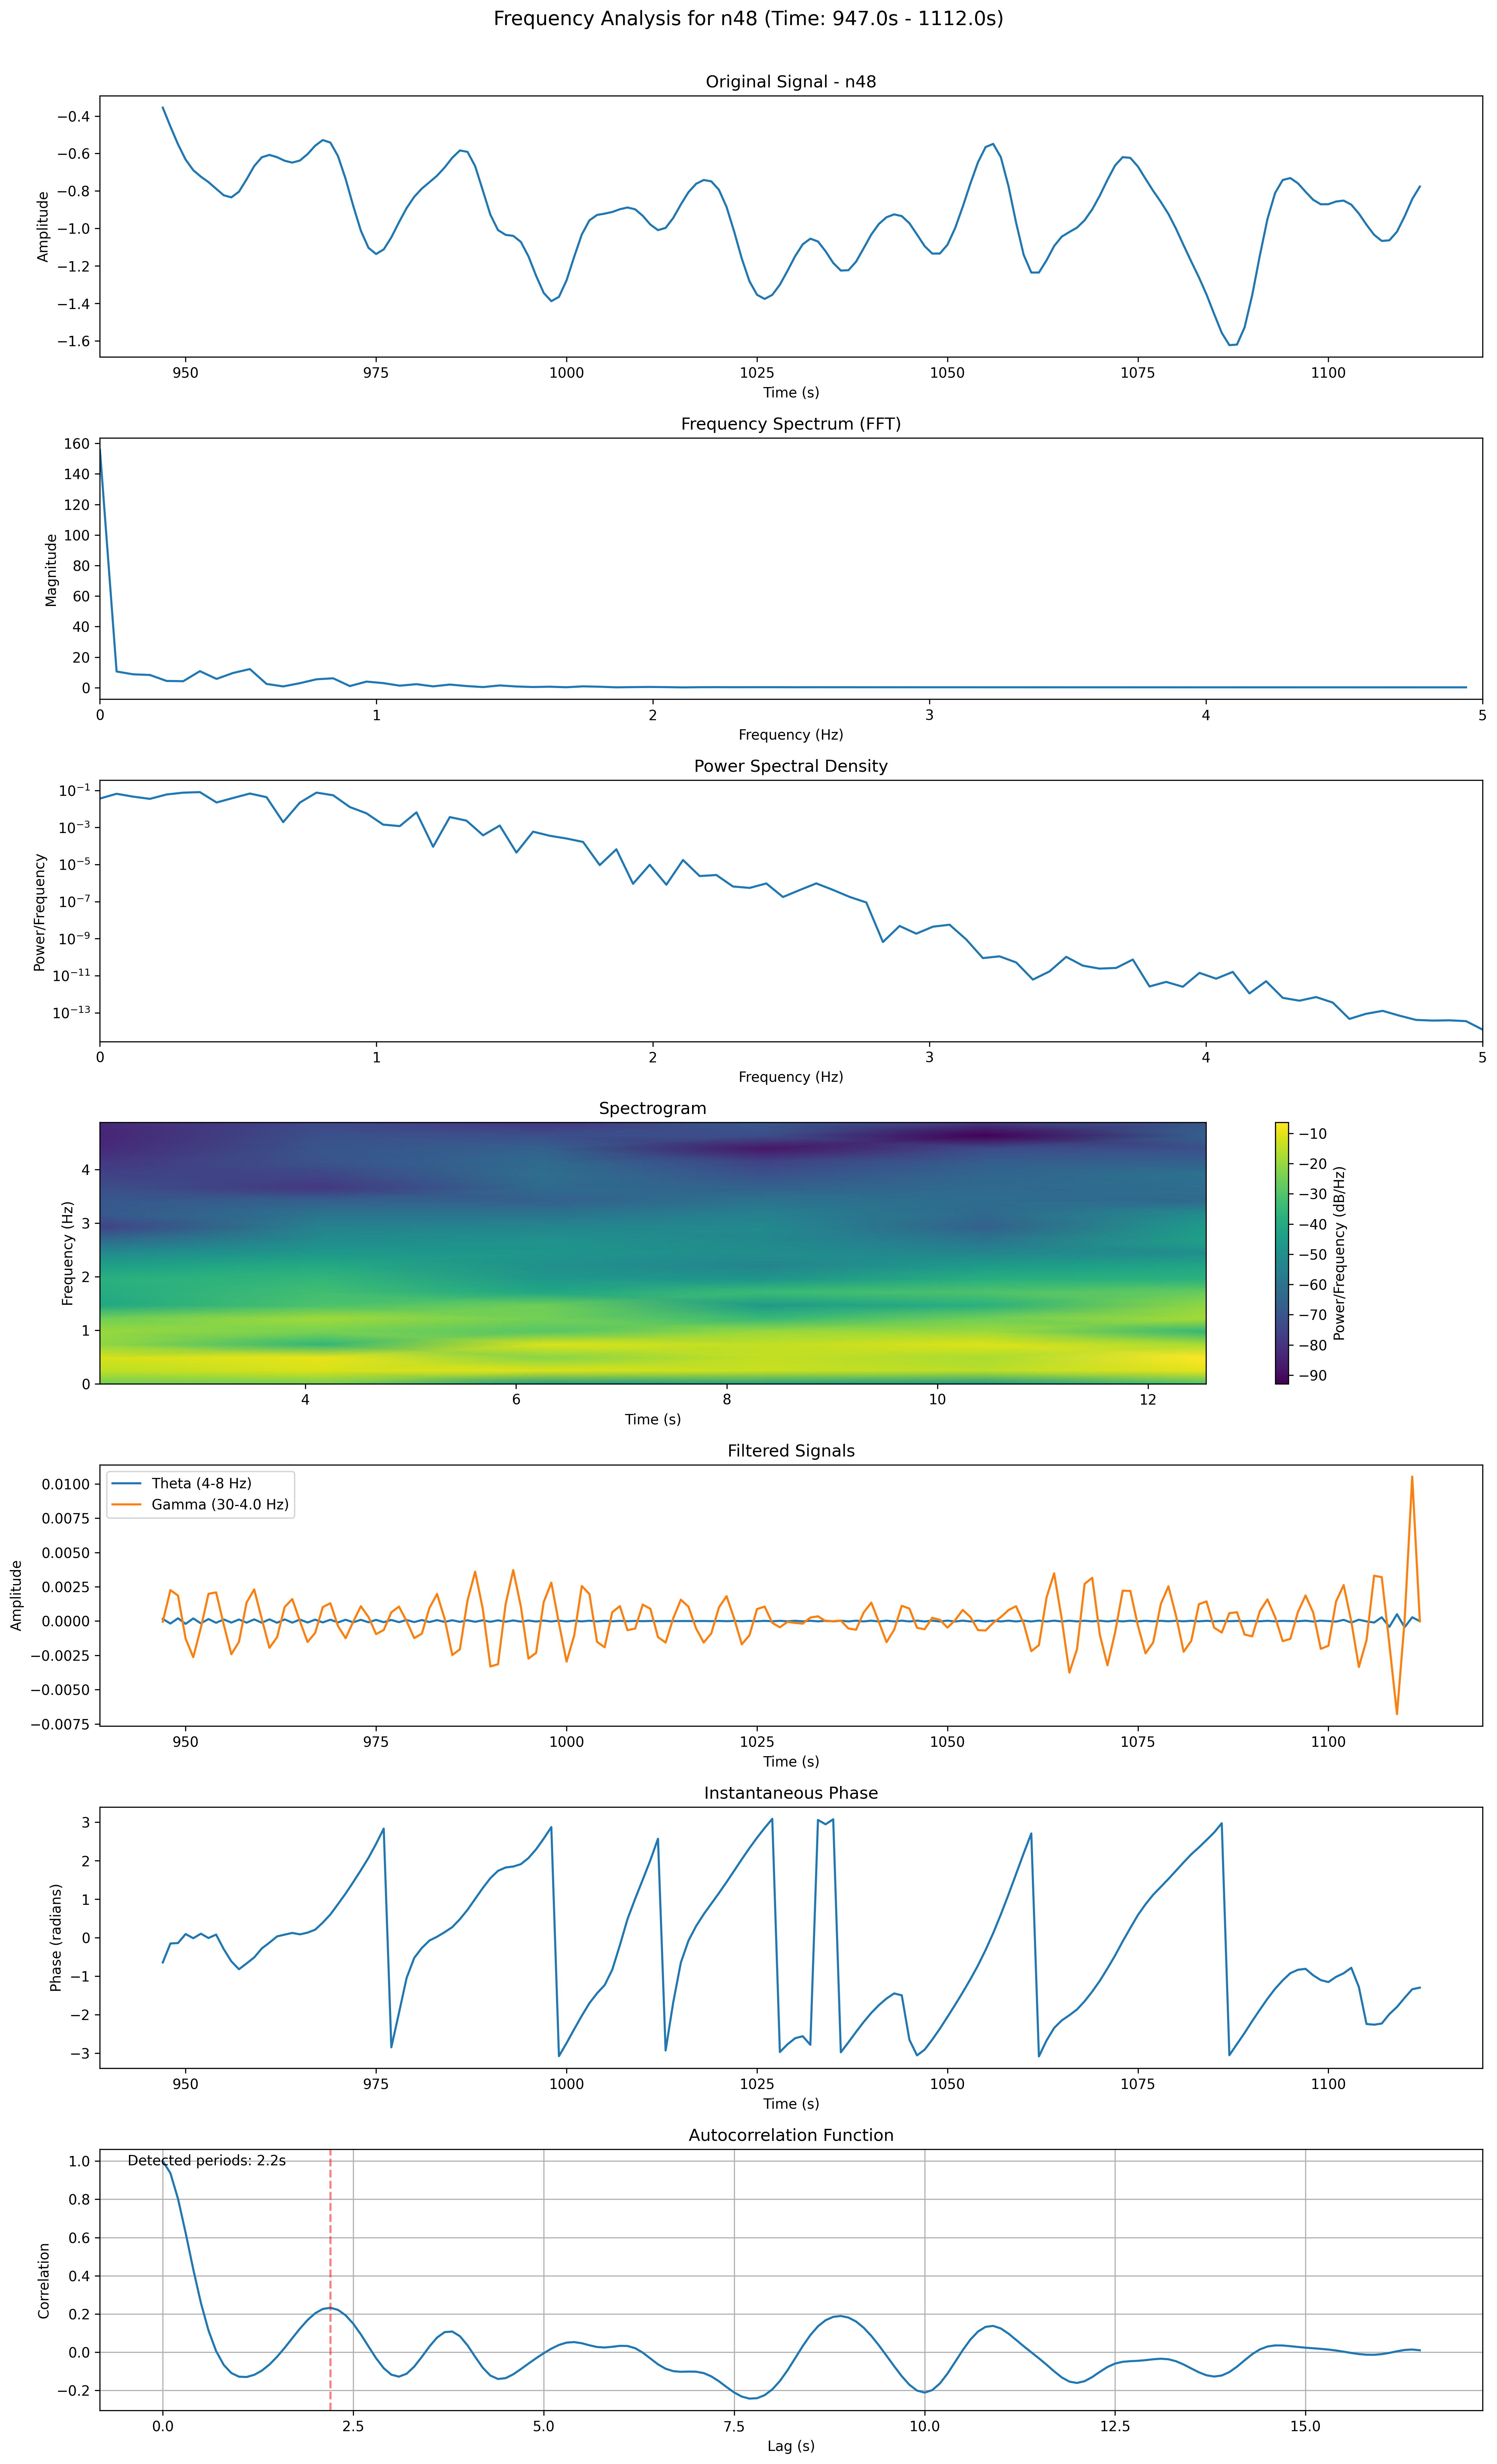 Frequency Analysis for n48 (Time: 947.0s - 1112.0s)
Original Signal - n48
Amplitude
−0.4
−0.6
−0.8
−1.0
−1.2
−1.4
−1.6
950 975 1000 1025 1050 1075 1100
Time (s)
Frequency Spectrum (FFT)
Magnitude
160
140
120
100
80
60
40
20
0
0 1 2 3 4 5
Frequency (Hz)
Power Spectral Density
Power/Frequency
10⁻¹
10⁻³
10⁻⁵
10⁻⁷
10⁻⁹
10⁻¹¹
10⁻¹³
0 1 2 3 4 5
Frequency (Hz)
Spectrogram
Frequency (Hz)
4
3
2
1
0
4 6 8 10 12
Time (s)
−10
−20
−30
−40
−50
−60
−70
−80
−90
Power/Frequency (dB/Hz)
Filtered Signals
Theta (4-8 Hz)
Gamma (30-4.0 Hz)
Amplitude
0.0100
0.0075
0.0050
0.0025
0.0000
−0.0025
−0.0050
−0.0075
950 975 1000 1025 1050 1075 1100
Time (s)
Instantaneous Phase
Phase (radians)
3
2
1
0
−1
−2
−3
950 975 1000 1025 1050 1075 1100
Time (s)
Autocorrelation Function
Detected periods: 2.2s
Correlation
1.0
0.8
0.6
0.4
0.2
0.0
−0.2
0.0 2.5 5.0 7.5 10.0 12.5 15.0
Lag (s)